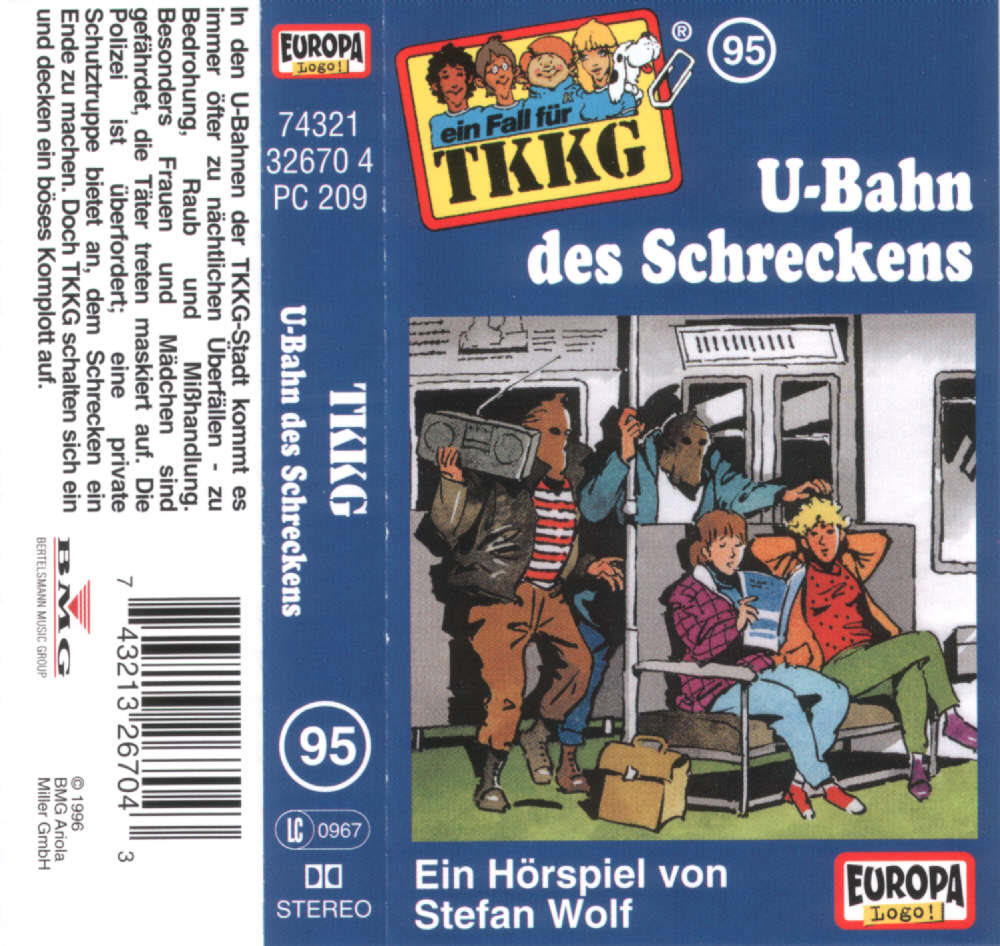 In den U-Bahnen der TKKG-Stadt kommt es
immer öfter zu nächtlichen Überfällen - zu
Bedrohung, Raub und Mißhandlung.
Besonders Frauen und Mädchen sind
gefährdet, die Täter treten maskiert auf. Die
Polizei ist überfordert; eine private
Schutztruppe bietet an, dem Schrecken ein
Ende zu machen. Doch TKKG schalten sich ein
und decken ein böses Komplott auf.
BMG
BERTELSMANN MUSIC GROUP
7 43213 26704 3
© 1996
BMG Ariola
Miller GmbH
EUROPA
Logo!
74321
32670 4
PC 209
TKKG
U-Bahn des Schreckens
95
LC 0967
STEREO
ein Fall für
TKKG
®
95
U-Bahn
des Schreckens
Ein Hörspiel von
Stefan Wolf
EUROPA
Logo!